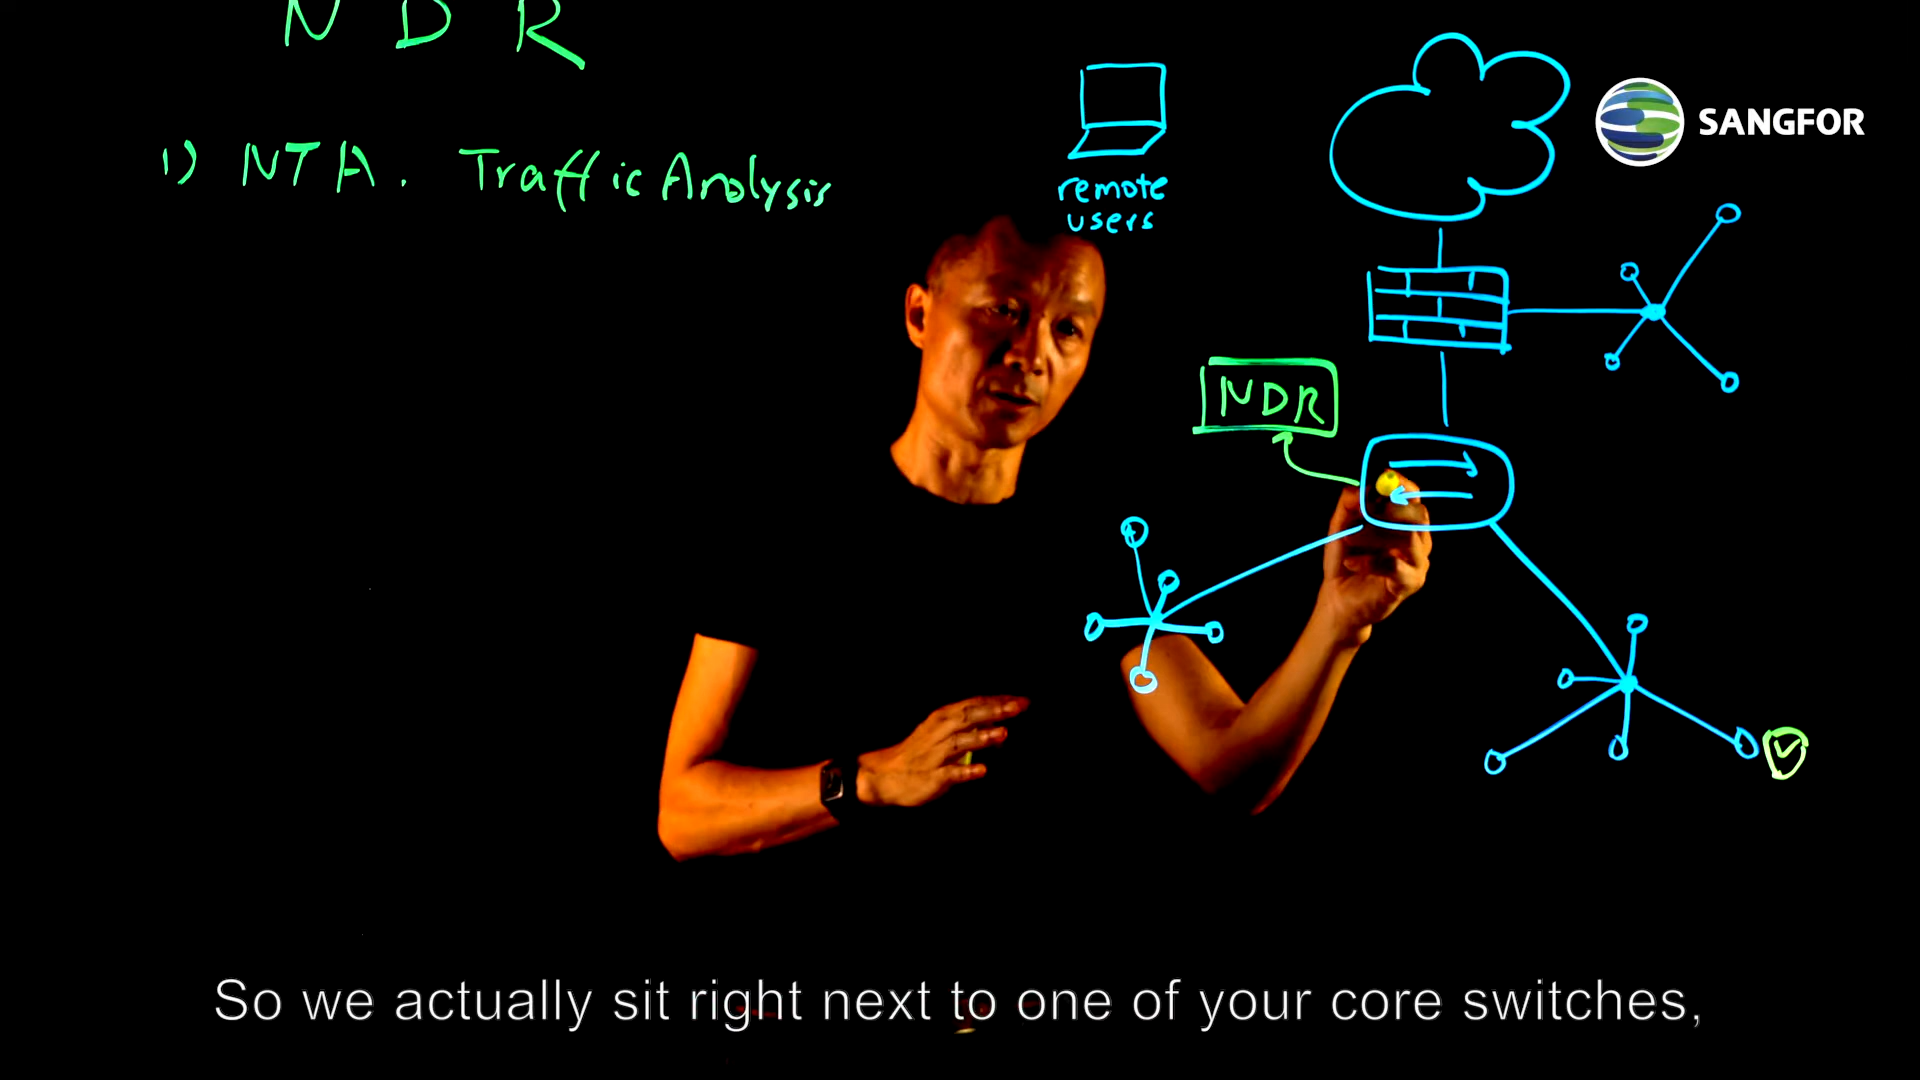 N D R
1) NTA. Traffic Analysis
remote
users
SANGFOR
NDR
So we actually sit right next to one of your core switches,